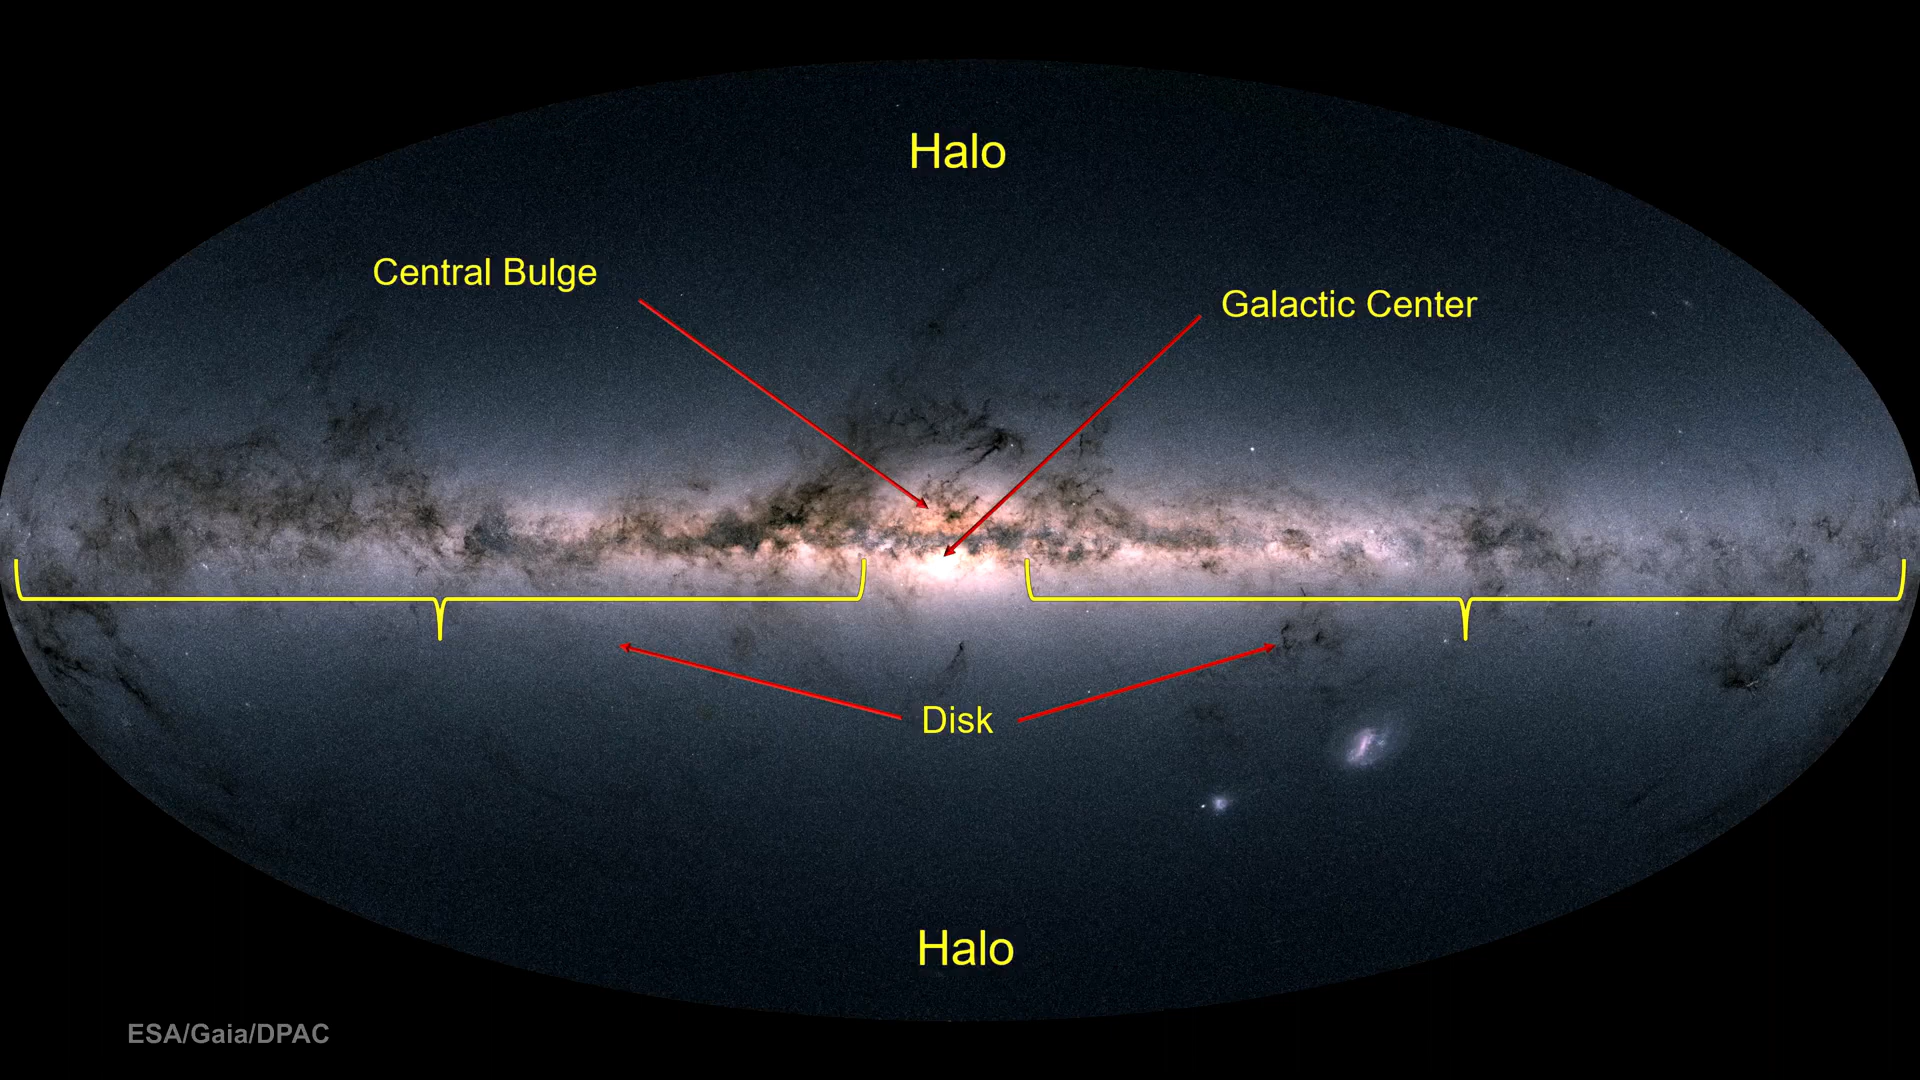 Halo
Central Bulge
Galactic Center
Disk
Halo
ESA/Gaia/DPAC